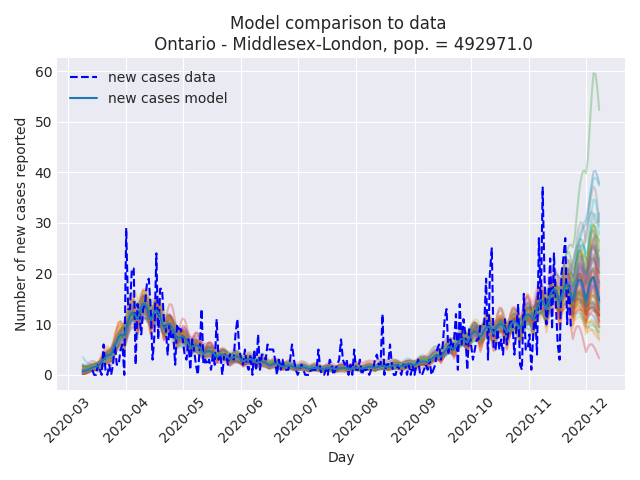 Model comparison to data
Ontario - Middlesex-London, pop. = 492971.0
new cases data
new cases model
Number of new cases reported
60
50
40
30
20
10
0
2020-03
2020-04
2020-05
2020-06
2020-07
2020-08
2020-09
2020-10
2020-11
2020-12
Day